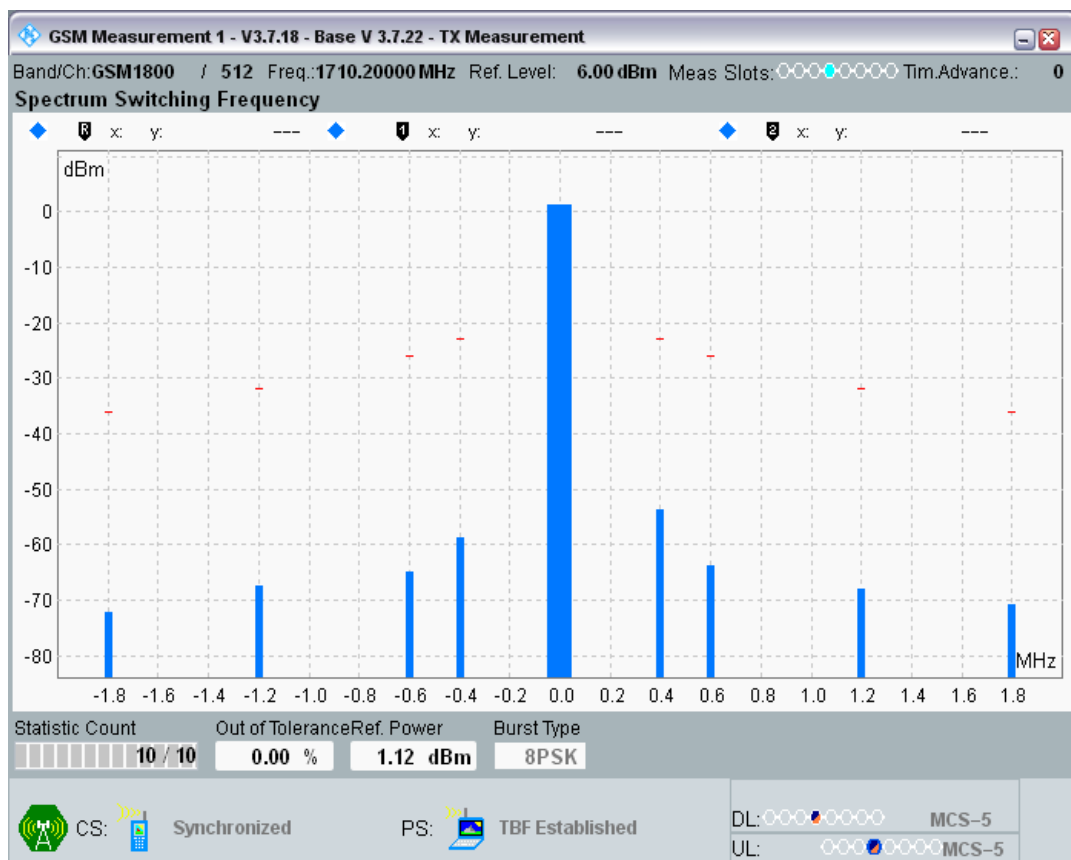 GSM Measurement 1 - V3.7.18 - Base V 3.7.22 - TX Measurement
Band/Ch:GSM1800 / 512 Freq.:1710.20000 MHz Ref. Level: 6.00 dBm Meas Slots: Tim.Advance.: 0
Spectrum Switching Frequency
R x: y: --- 1 x: y: --- 2 x: y: ---
dBm
0
-10
-20
-30
-40
-50
-60
-70
-80
MHz
-1.8 -1.6 -1.4 -1.2 -1.0 -0.8 -0.6 -0.4 -0.2 0.0 0.2 0.4 0.6 0.8 1.0 1.2 1.4 1.6 1.8
Statistic Count Out of Tolerance Ref. Power Burst Type
10 / 10 0.00 % 1.12 dBm 8PSK
CS: Synchronized PS: TBF Established DL: MCS-5
UL: MCS-5